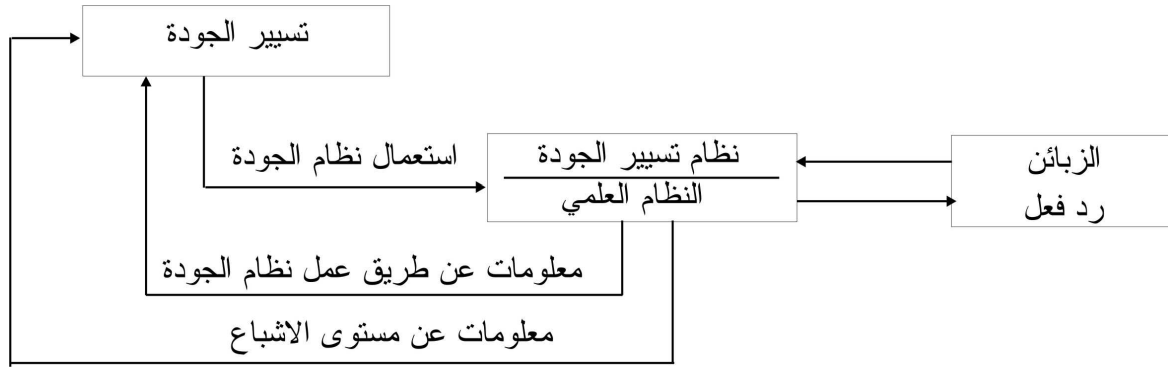 تسيير الجودة
استعمال نظام الجودة
نظام تسيير الجودة
النظام العلمي
الزبائن
رد فعل
معلومات عن طريق عمل نظام الجودة
معلومات عن مستوى الاشباع